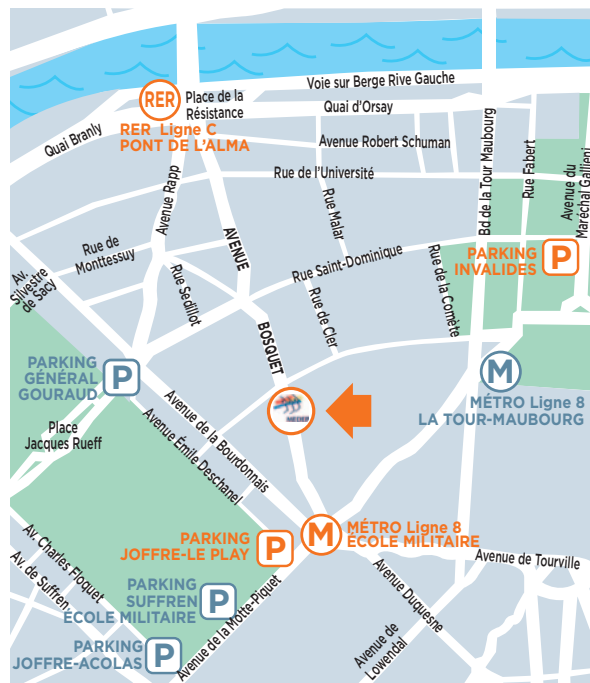 Voie sur Berge Rive Gauche
RER
Place de la
Résistance
Quai d'Orsay
RER Ligne C
PONT DE L'ALMA
Quai Branly
Avenue Robert Schuman
Bd de la Tour Maubourg
Rue Fabert
Avenue du
Maréchal Gallieni
Rue de l'Université
Avenue Rapp
Rue Malar
AVENUE
Rue de
Monttessuy
Rue Saint-Dominique
PARKING
INVALIDES
P
Av.
Silvestre
de Sacy
Rue Sedillot
Rue de la Comète
Rue de Cler
BOSQUET
PARKING
GÉNÉRAL
GOURAUD
P
M
MÉTRO Ligne 8
LA TOUR-MAUBOURG
Place
Jacques Rueff
Avenue de la Bourdonnais
Avenue Émile Deschanel
M
MÉTRO Ligne 8
ÉCOLE MILITAIRE
PARKING
JOFFRE-LE PLAY
P
Avenue de Tourville
Av. Charles Floquet
Av. de Suffren.
PARKING
SUFFREN
ÉCOLE MILITAIRE
P
Avenue de la Motte-Piquet
Avenue Duquesne
Avenue de
Lowendal
PARKING
JOFFRE-ACOLAS
P